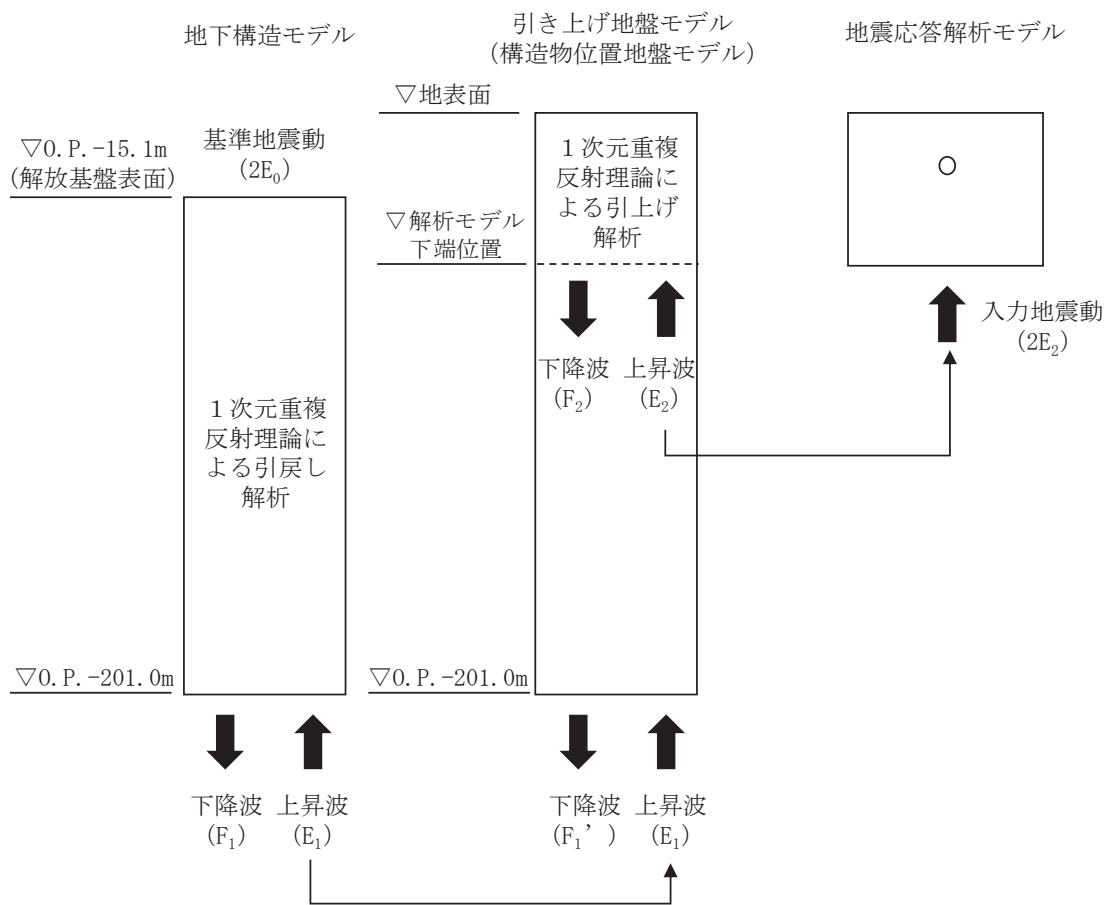 地下構造モデル
引き上げ地盤モデル
(構造物位置地盤モデル)
地震応答解析モデル
▽地表面
▽O.P.-15.1m
(解放基盤表面)
基準地震動
(2E₀)
1次元重複
反射理論に
よる引上げ
解析
▽解析モデル
下端位置
下降波
(F₂)
上昇波
(E₂)
入力地震動
(2E₂)
1次元重複
反射理論に
よる引戻し
解析
▽O.P.-201.0m
▽O.P.-201.0m
下降波
(F₁)
上昇波
(E₁)
下降波
(F₁’)
上昇波
(E₁)